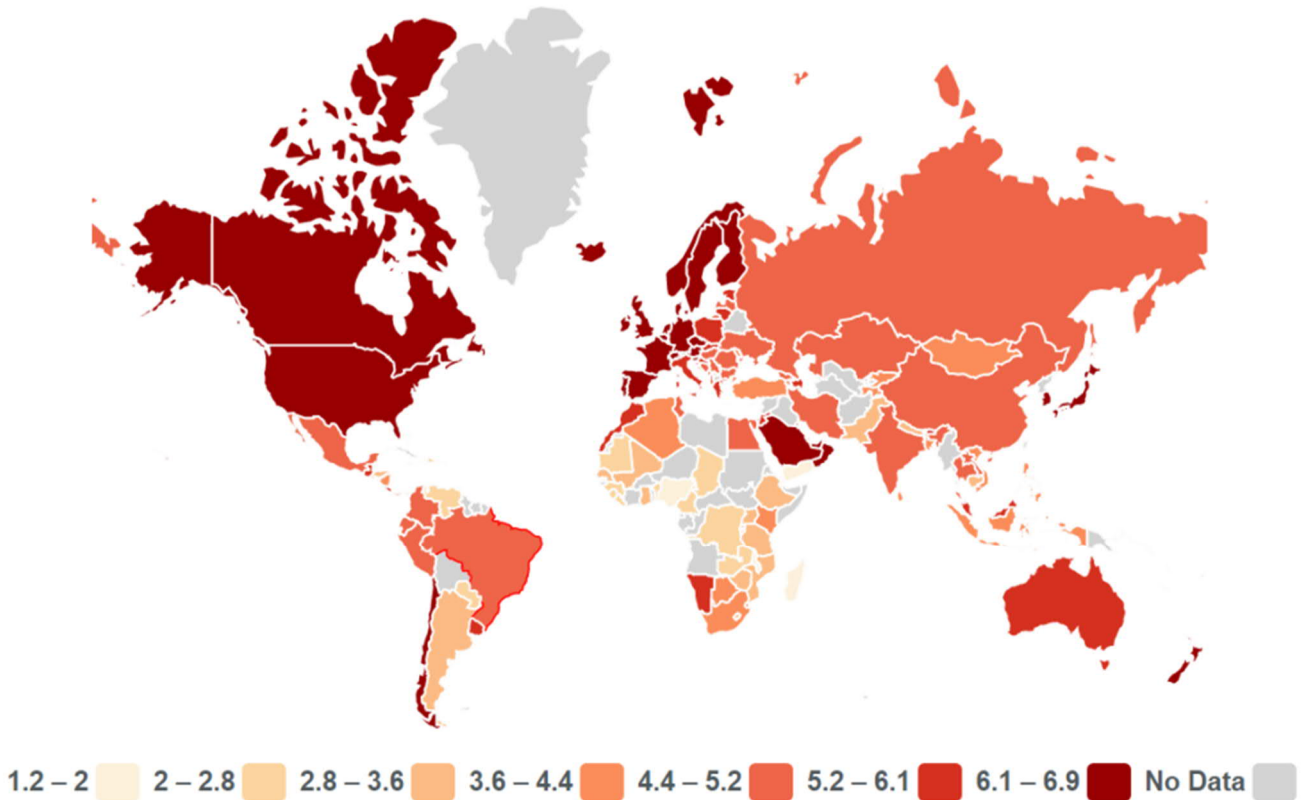 1.2 – 2 2 – 2.8 2.8 – 3.6 3.6 – 4.4 4.4 – 5.2 5.2 – 6.1 6.1 – 6.9 No Data